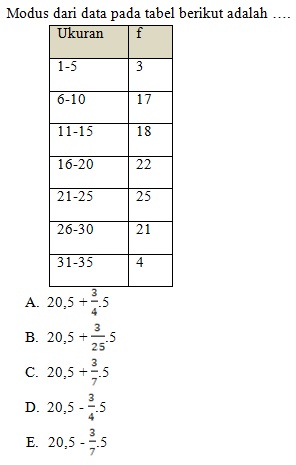 Modus dari data pada tabel berikut adalah ….
Ukuran f
1-5 3
6-10 17
11-15 18
16-20 22
21-25 25
26-30 21
31-35 4
A. 20,5 + 3/4.5
B. 20,5 + 3/25.5
C. 20,5 + 3/7.5
D. 20,5 - 3/4.5
E. 20,5 - 3/7.5